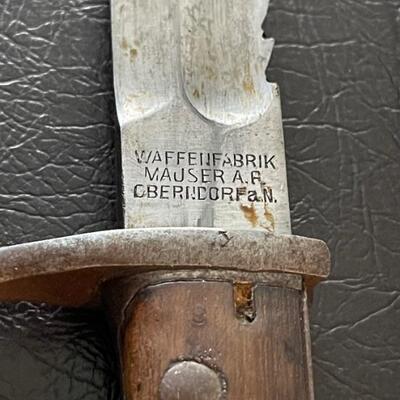 WAFFENFABRIK
MAUSER A.G.
OBERNDORF a.N.